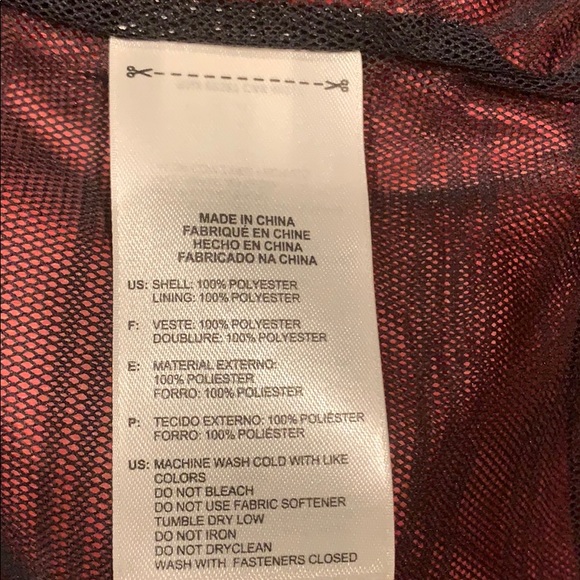 MADE IN CHINA
FABRIQUÉ EN CHINE
HECHO EN CHINA
FABRICADO NA CHINA
US: SHELL: 100% POLYESTER
LINING: 100% POLYESTER
F: VESTE: 100% POLYESTER
DOUBLURE: 100% POLYESTER
E: MATERIAL EXTERNO:
100% POLIESTER
FORRO: 100% POLIESTER
P: TECIDO EXTERNO: 100% POLIÉSTER
FORRO: 100% POLIÉSTER
US: MACHINE WASH COLD WITH LIKE
COLORS
DO NOT BLEACH
DO NOT USE FABRIC SOFTENER
TUMBLE DRY LOW
DO NOT IRON
DO NOT DRYCLEAN
WASH WITH FASTENERS CLOSED